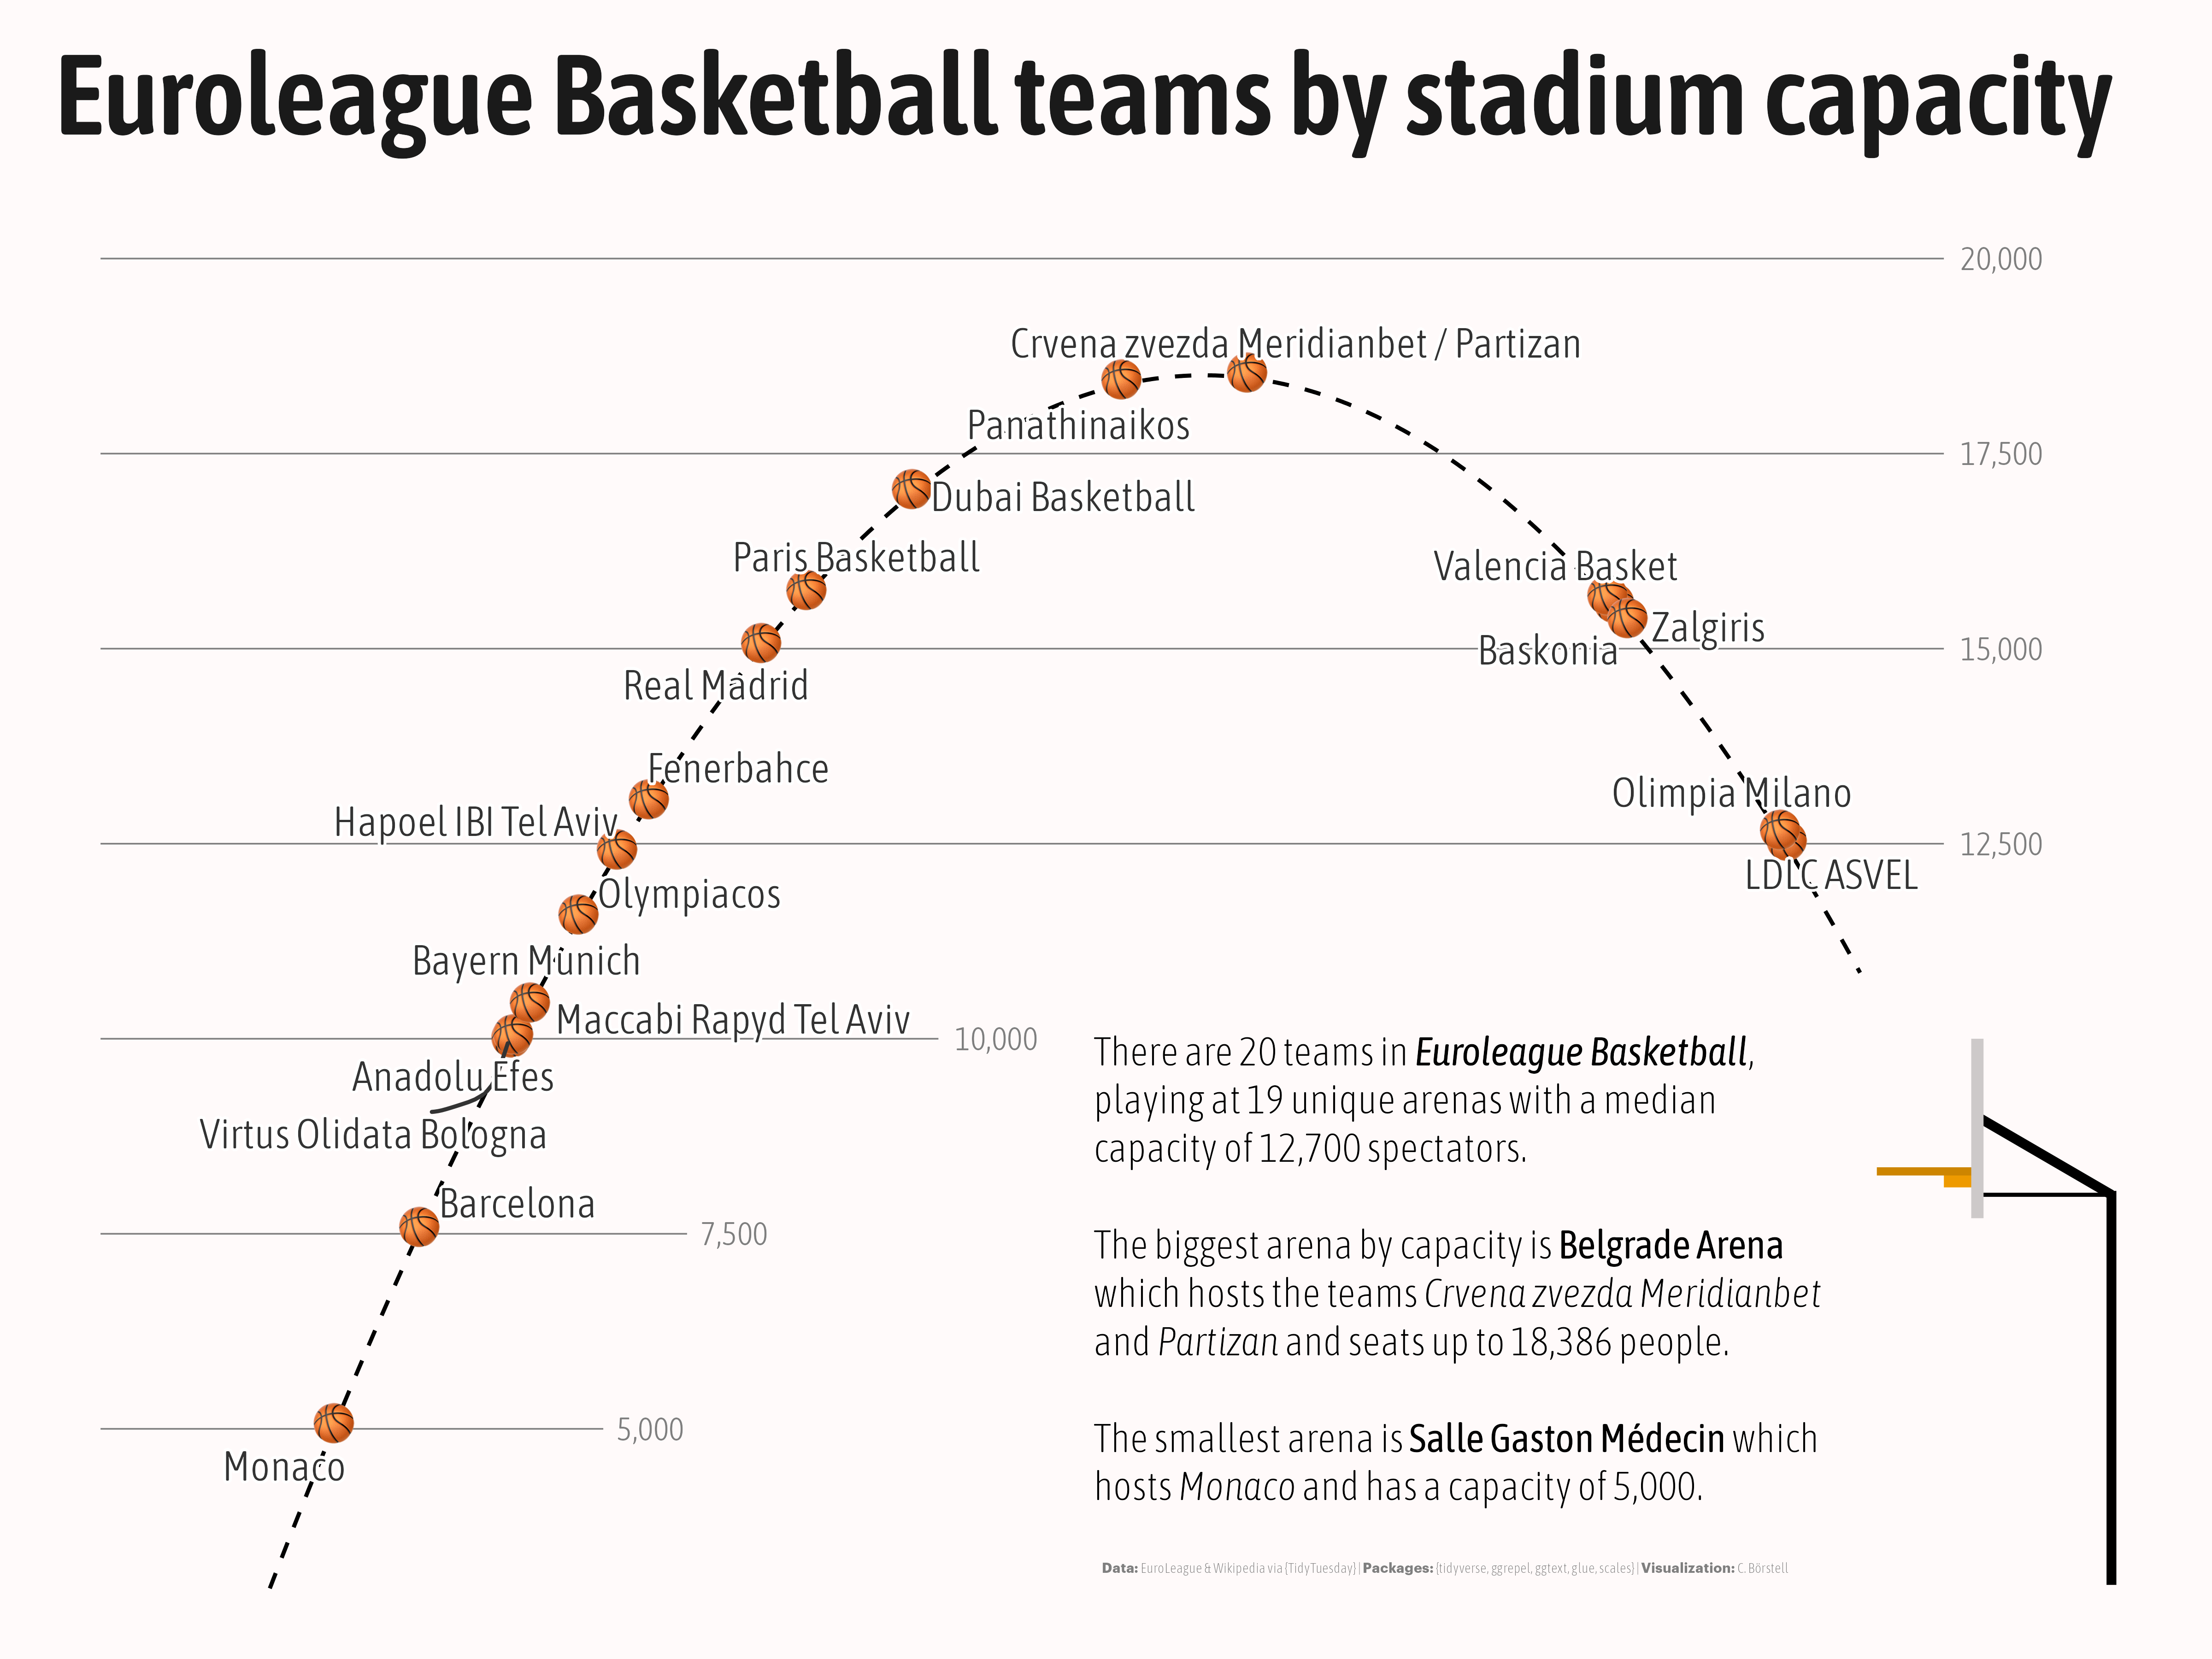 Euroleague Basketball teams by stadium capacity
20,000
Crvena zvezda Meridianbet / Partizan
Panathinaikos
17,500
Dubai Basketball
Paris Basketball
Valencia Basket
Zalgiris
Baskonia
15,000
Real Madrid
Fenerbahce
Olimpia Milano
Hapoel IBI Tel Aviv
12,500
LDLC ASVEL
Olympiacos
Bayern Munich
Maccabi Rapyd Tel Aviv
10,000
Anadolu Efes
Virtus Olidata Bologna
Barcelona
7,500
5,000
Monaco
There are 20 teams in Euroleague Basketball,
playing at 19 unique arenas with a median
capacity of 12,700 spectators.
The biggest arena by capacity is Belgrade Arena
which hosts the teams Crvena zvezda Meridianbet
and Partizan and seats up to 18,386 people.
The smallest arena is Salle Gaston Médecin which
hosts Monaco and has a capacity of 5,000.
Data: EuroLeague & Wikipedia via {TidyTuesday} | Packages: {tidyverse, ggrepel, ggtext, glue, scales} | Visualization: C. Börstell